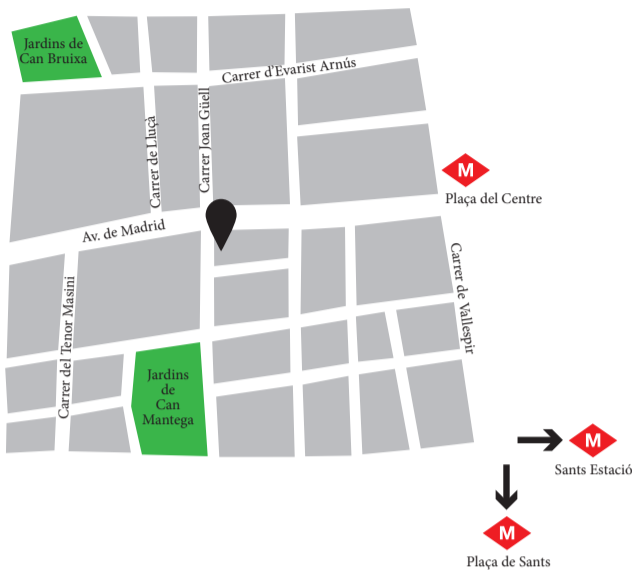 Jardins de
Can Bruixa
Carrer d'Evarist Arnús
Carrer de Lluçà
Carrer Joan Güell
M
Plaça del Centre
Av. de Madrid
Carrer del Tenor Masini
Carrer de Vallespir
Jardins
de
Can
Mantega
M
Sants Estació
M
Plaça de Sants